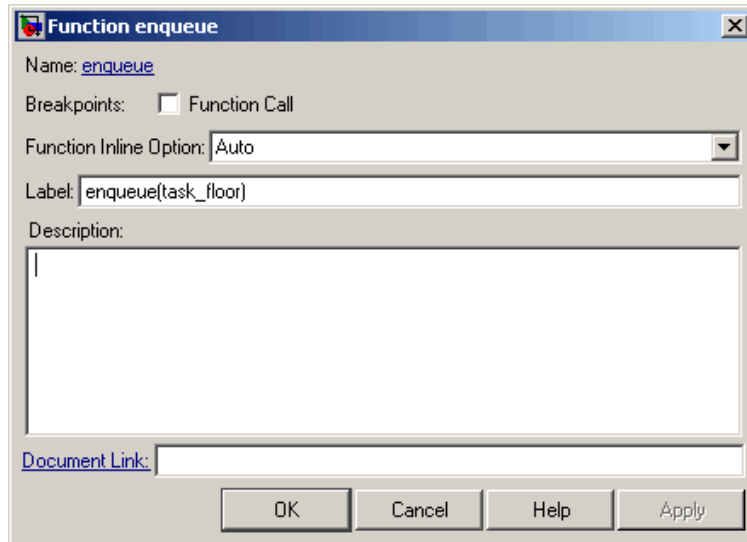 Function enqueue
Name: enqueue
Breakpoints: Function Call
Function Inline Option: Auto
Label: enqueue(task_floor)
Description:
Document Link:
OK Cancel Help Apply